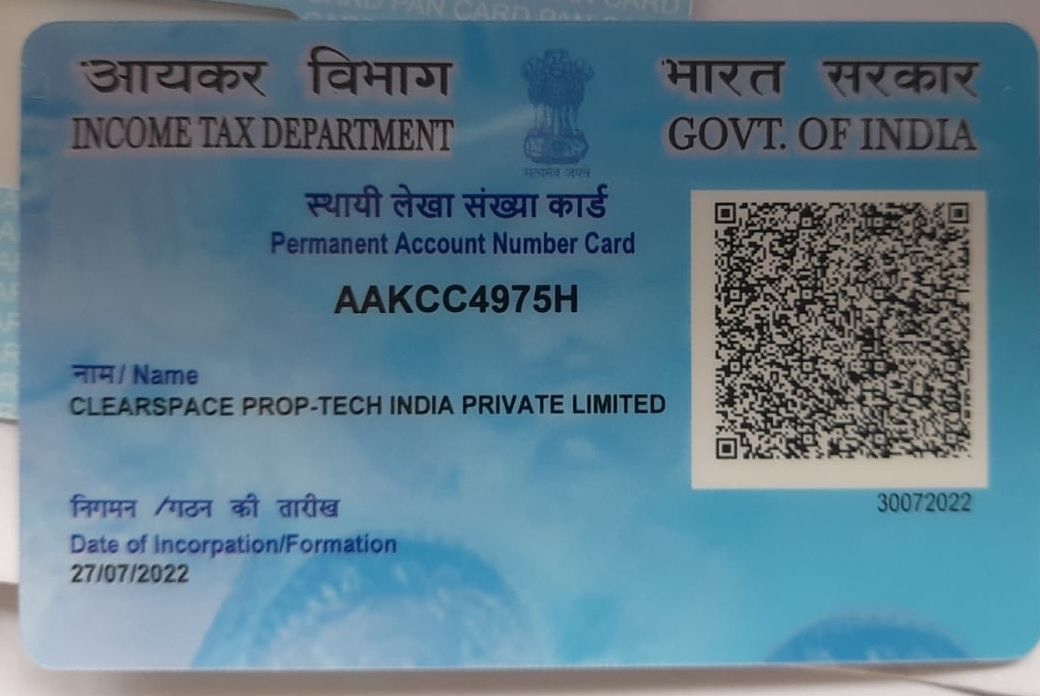 आयकर विभाग
INCOME TAX DEPARTMENT
सत्यमेव जयते
भारत सरकार
GOVT. OF INDIA
स्थायी लेखा संख्या कार्ड
Permanent Account Number Card
AAKCC4975H
नाम / Name
CLEARSPACE PROP-TECH INDIA PRIVATE LIMITED
30072022
निगमन /गठन की तारीख
Date of Incorpation/Formation
27/07/2022